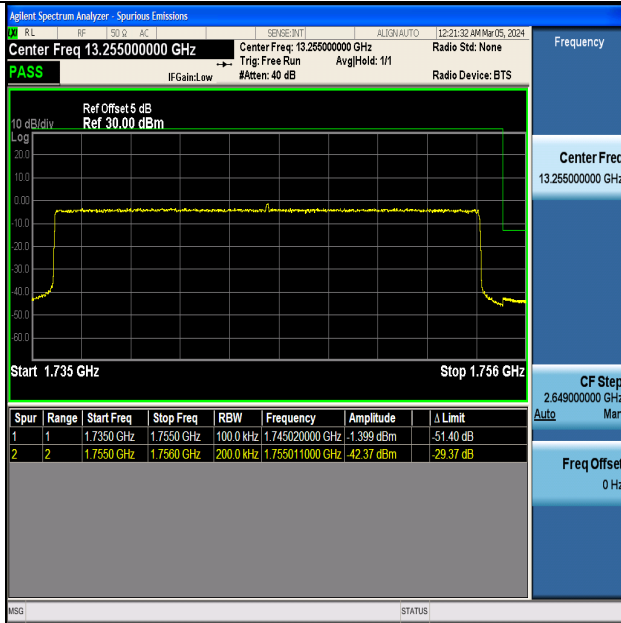 Agilent Spectrum Analyzer - Spurious Emissions
RL RF 50 Ω AC SENSE:INT ALIGN AUTO 12:21:32 AM Mar 05, 2024
Center Freq 13.255000000 GHz Center Freq: 13.255000000 GHz Radio Std: None
Trig: Free Run Avg|Hold: 1/1
PASS IFGain:Low #Atten: 40 dB Radio Device: BTS
Ref Offset 5 dB
10 dB/div Ref 30.00 dBm
Log
20.0
10.0
0.00
-10.0
-20.0
-30.0
-40.0
-50.0
-60.0
Start 1.735 GHz Stop 1.756 GHz
Spur Range Start Freq Stop Freq RBW Frequency Amplitude Δ Limit
1 1 1.7350 GHz 1.7550 GHz 100.0 kHz 1.745020000 GHz -1.399 dBm -51.40 dB
2 2 1.7550 GHz 1.7560 GHz 200.0 kHz 1.755011000 GHz -42.37 dBm -29.37 dB
Frequency
Center Freq
13.255000000 GHz
CF Step
2.649000000 GHz
Auto Man
Freq Offset
0 Hz
MSG STATUS